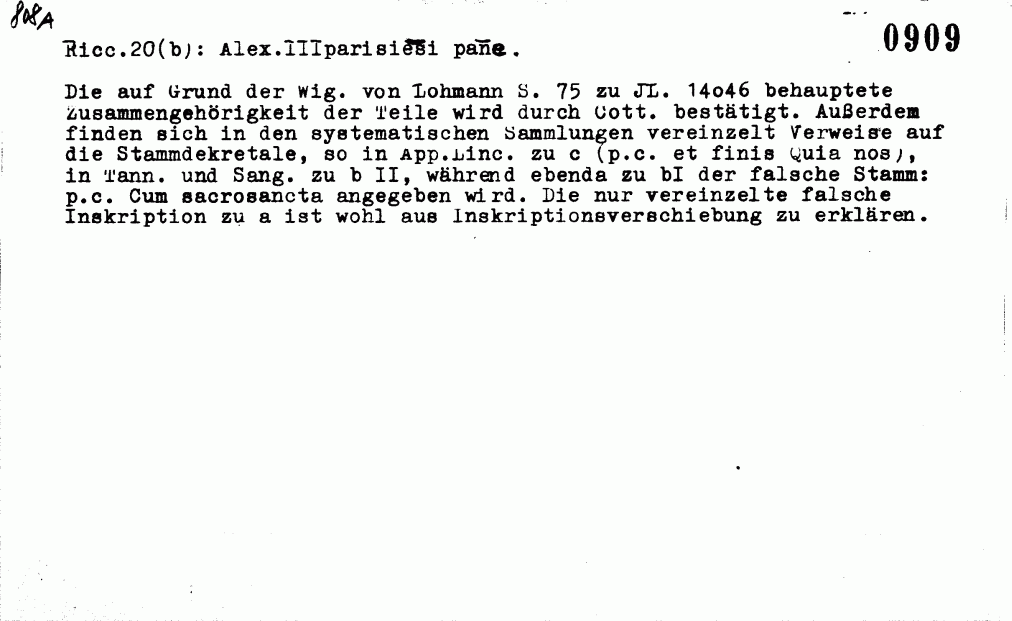 808A
0909
Ricc.20(b): Alex.IIIparisiesi pane.
Die auf Grund der Wig. von Lohmann S. 75 zu JL. 14o46 behauptete
Zusammengehörigkeit der Teile wird durch Cott. bestätigt. Außerdem
finden sich in den systematischen Sammlungen vereinzelt Verweise auf
die Stammdekretale, so in App.Linc. zu c (p.c. et finis Quia nos),
in Tann. und Sang. zu b II, während ebenda zu bI der falsche Stamm:
p.c. Cum sacrosancta angegeben wird. Die nur vereinzelte falsche
Inskription zu a ist wohl aus Inskriptionsverschiebung zu erklären.